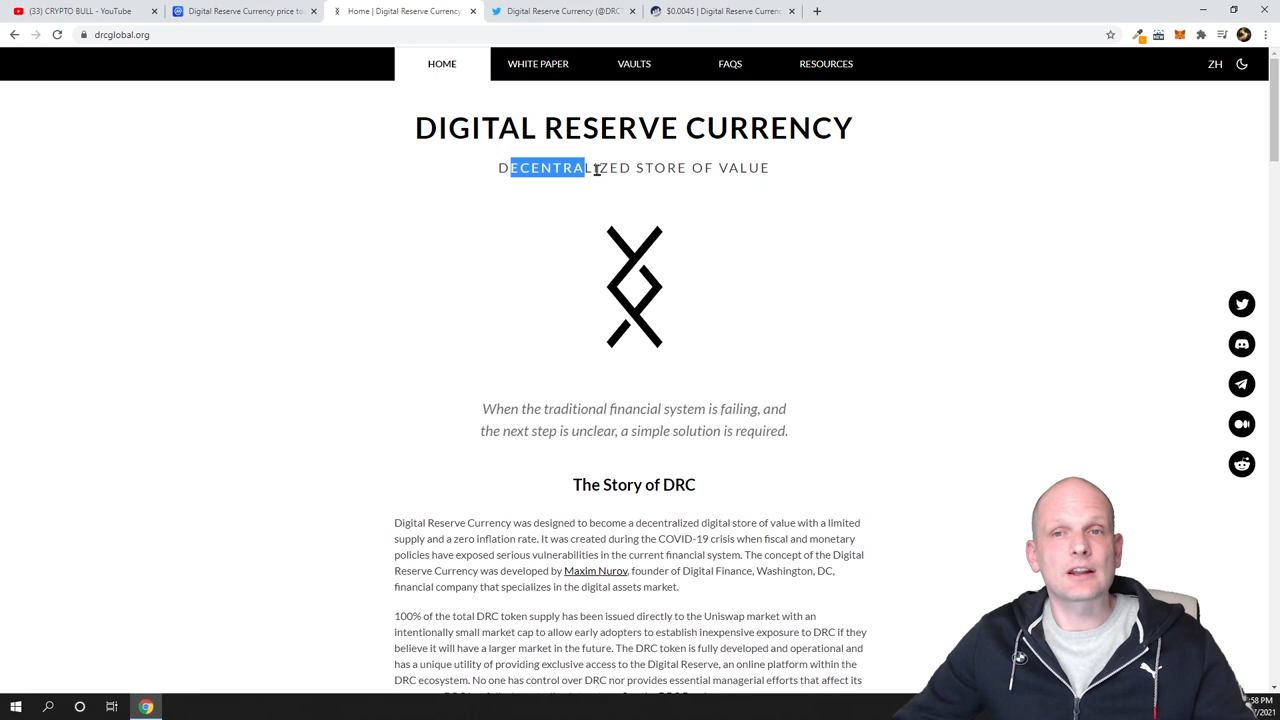 (33) CRYPTO BULL - YouTube
Digital Reserve Currency price to
Home | Digital Reserve Currency
Digital Reserve Currency (@DRC
$0.0045 | Digital Reserve Curren
drcglobal.org
HOME
WHITE PAPER
VAULTS
FAQS
RESOURCES
ZH
DIGITAL RESERVE CURRENCY
DECENTRALIZED STORE OF VALUE
When the traditional financial system is failing, and
the next step is unclear, a simple solution is required.
The Story of DRC
Digital Reserve Currency was designed to become a decentralized digital store of value with a limited
supply and a zero inflation rate. It was created during the COVID-19 crisis when fiscal and monetary
policies have exposed serious vulnerabilities in the current financial system. The concept of the Digital
Reserve Currency was developed by Maxim Nurov, founder of Digital Finance, Washington, DC,
financial company that specializes in the digital assets market.
100% of the total DRC token supply has been issued directly to the Uniswap market with an
intentionally small market cap to allow early adopters to establish inexpensive exposure to DRC if they
believe it will have a larger market in the future. The DRC token is fully developed and operational and
has a unique utility of providing exclusive access to the Digital Reserve, an online platform within the
DRC ecosystem. No one has control over DRC nor provides essential managerial efforts that affect its
:58 PM
/2021